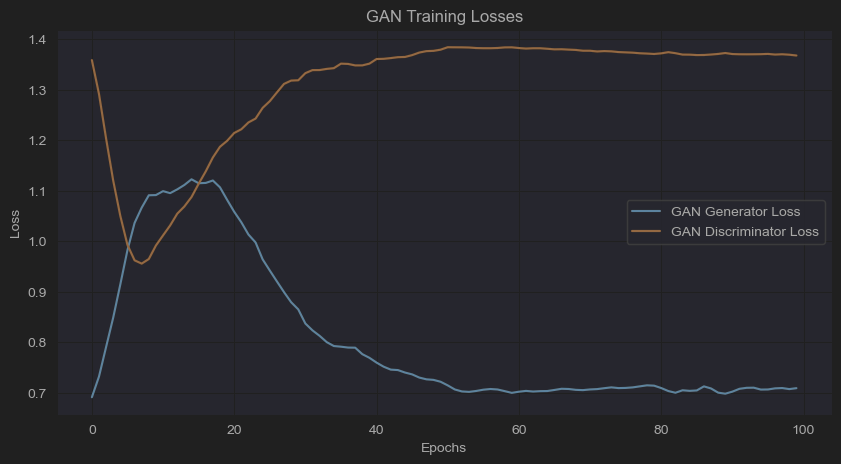 GAN Training Losses
1.4
1.3
1.2
1.1
1.0
0.9
0.8
0.7
Loss
GAN Generator Loss
GAN Discriminator Loss
0 20 40 60 80 100
Epochs